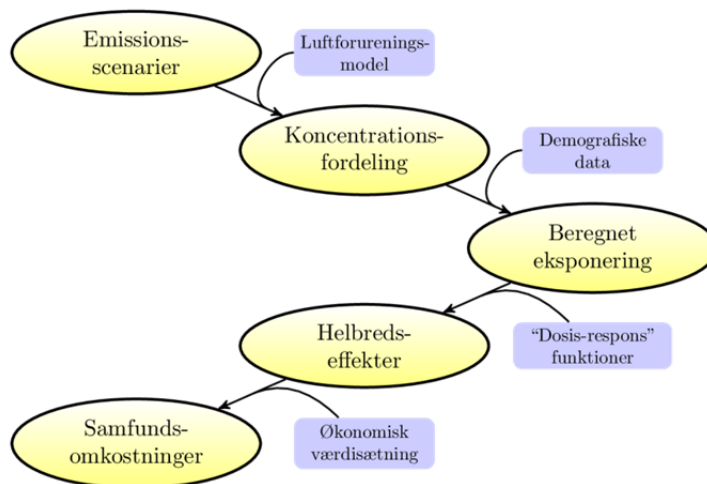 Emissions-
scenarier
Luftforurenings-
model
Koncentrations-
fordeling
Demografiske
data
Beregnet
eksponering
Helbreds-
effekter
“Dosis-respons”
funktioner
Samfunds-
omkostninger
Økonomisk
værdisætning